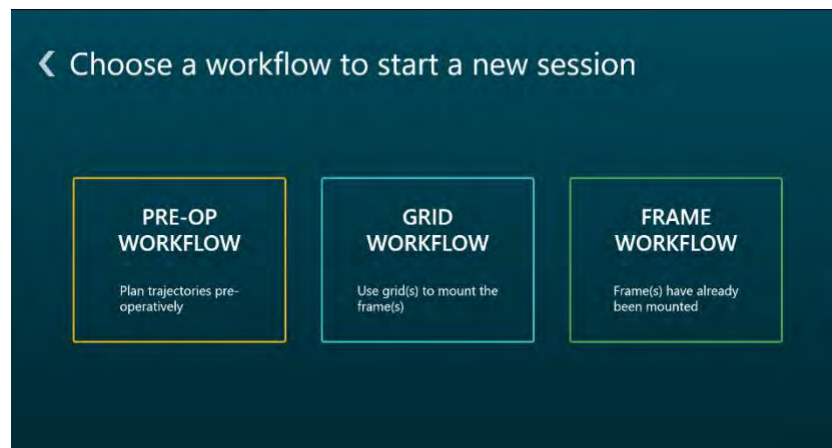 Choose a workflow to start a new session
PRE-OP
WORKFLOW
Plan trajectories pre-
operatively
GRID
WORKFLOW
Use grid(s) to mount the
frame(s)
FRAME
WORKFLOW
Frame(s) have already
been mounted